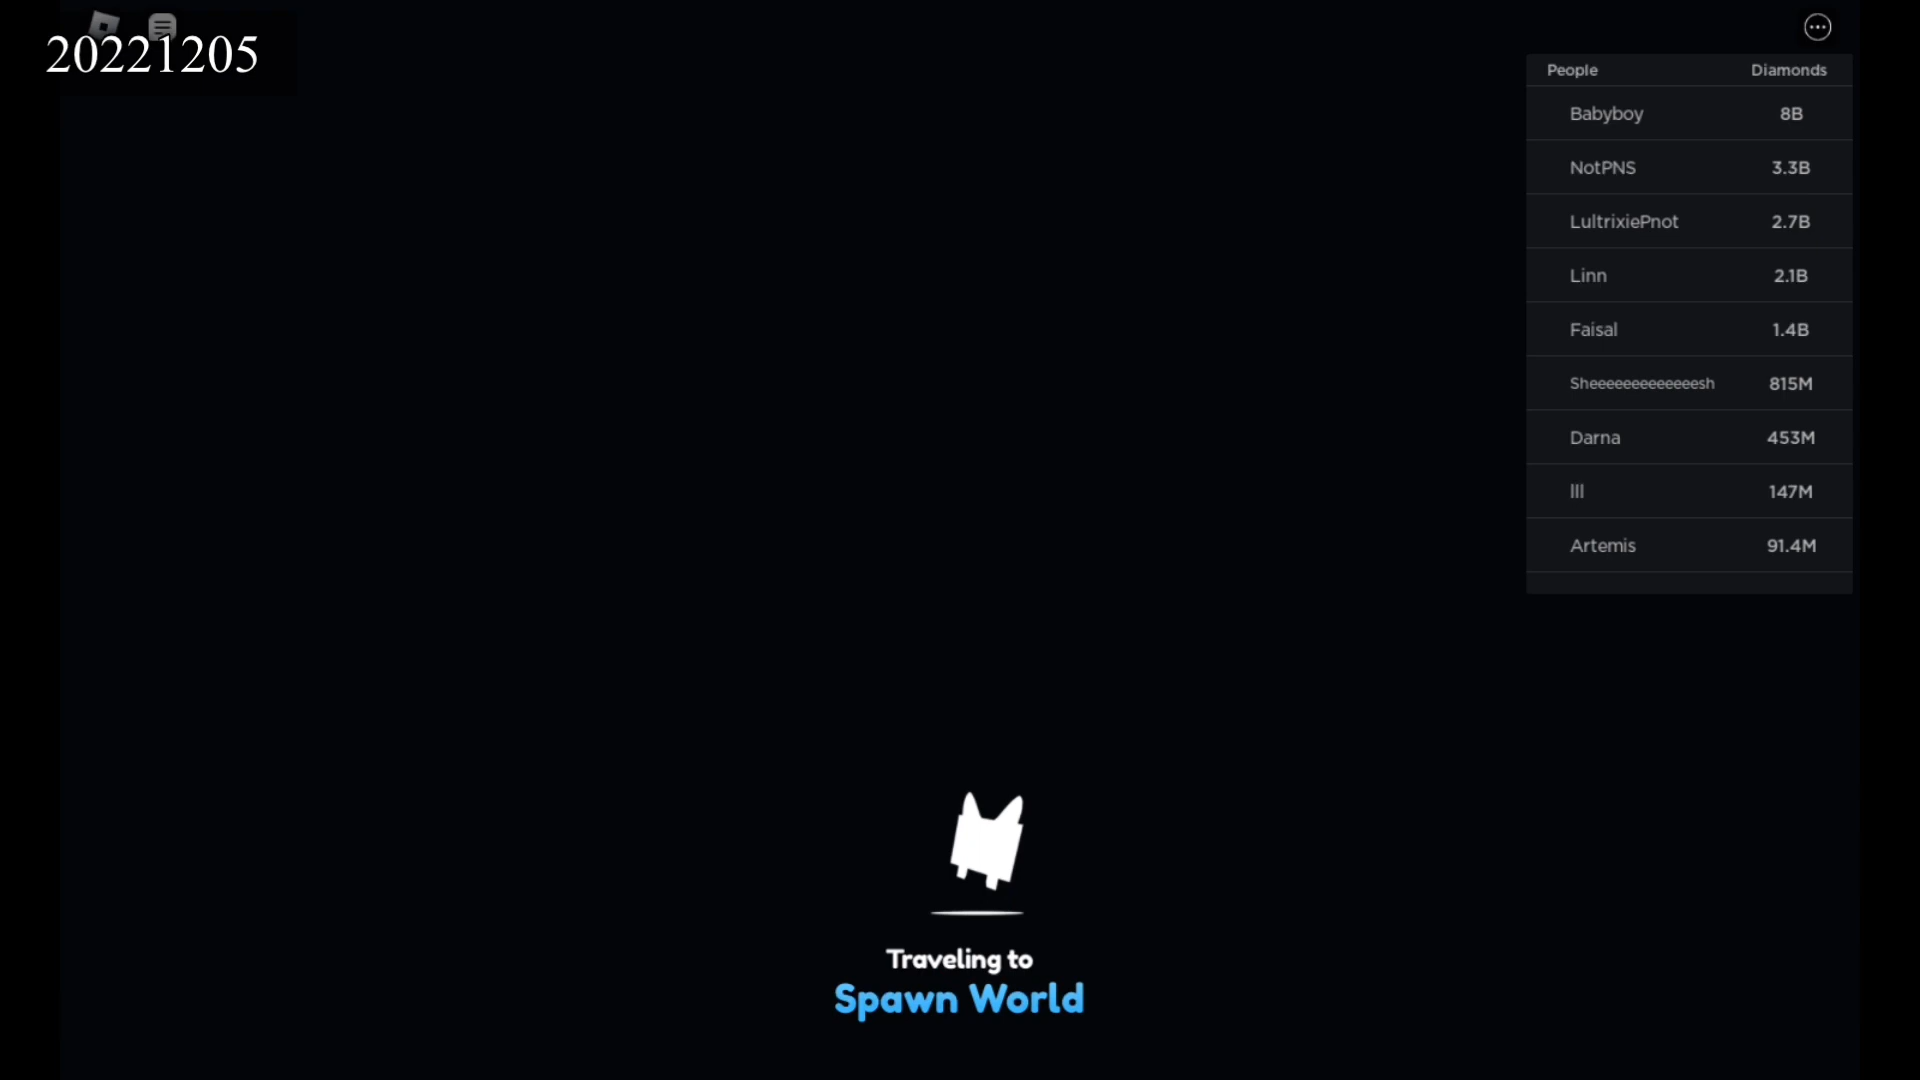 20221205
People Diamonds
Babyboy 8B
NotPNS 3.3B
LultrixiePnot 2.7B
Linn 2.1B
Faisal 1.4B
Sheeeeeeeeeeeeesh 815M
Darna 453M
lll 147M
Artemis 91.4M
Traveling to
Spawn World